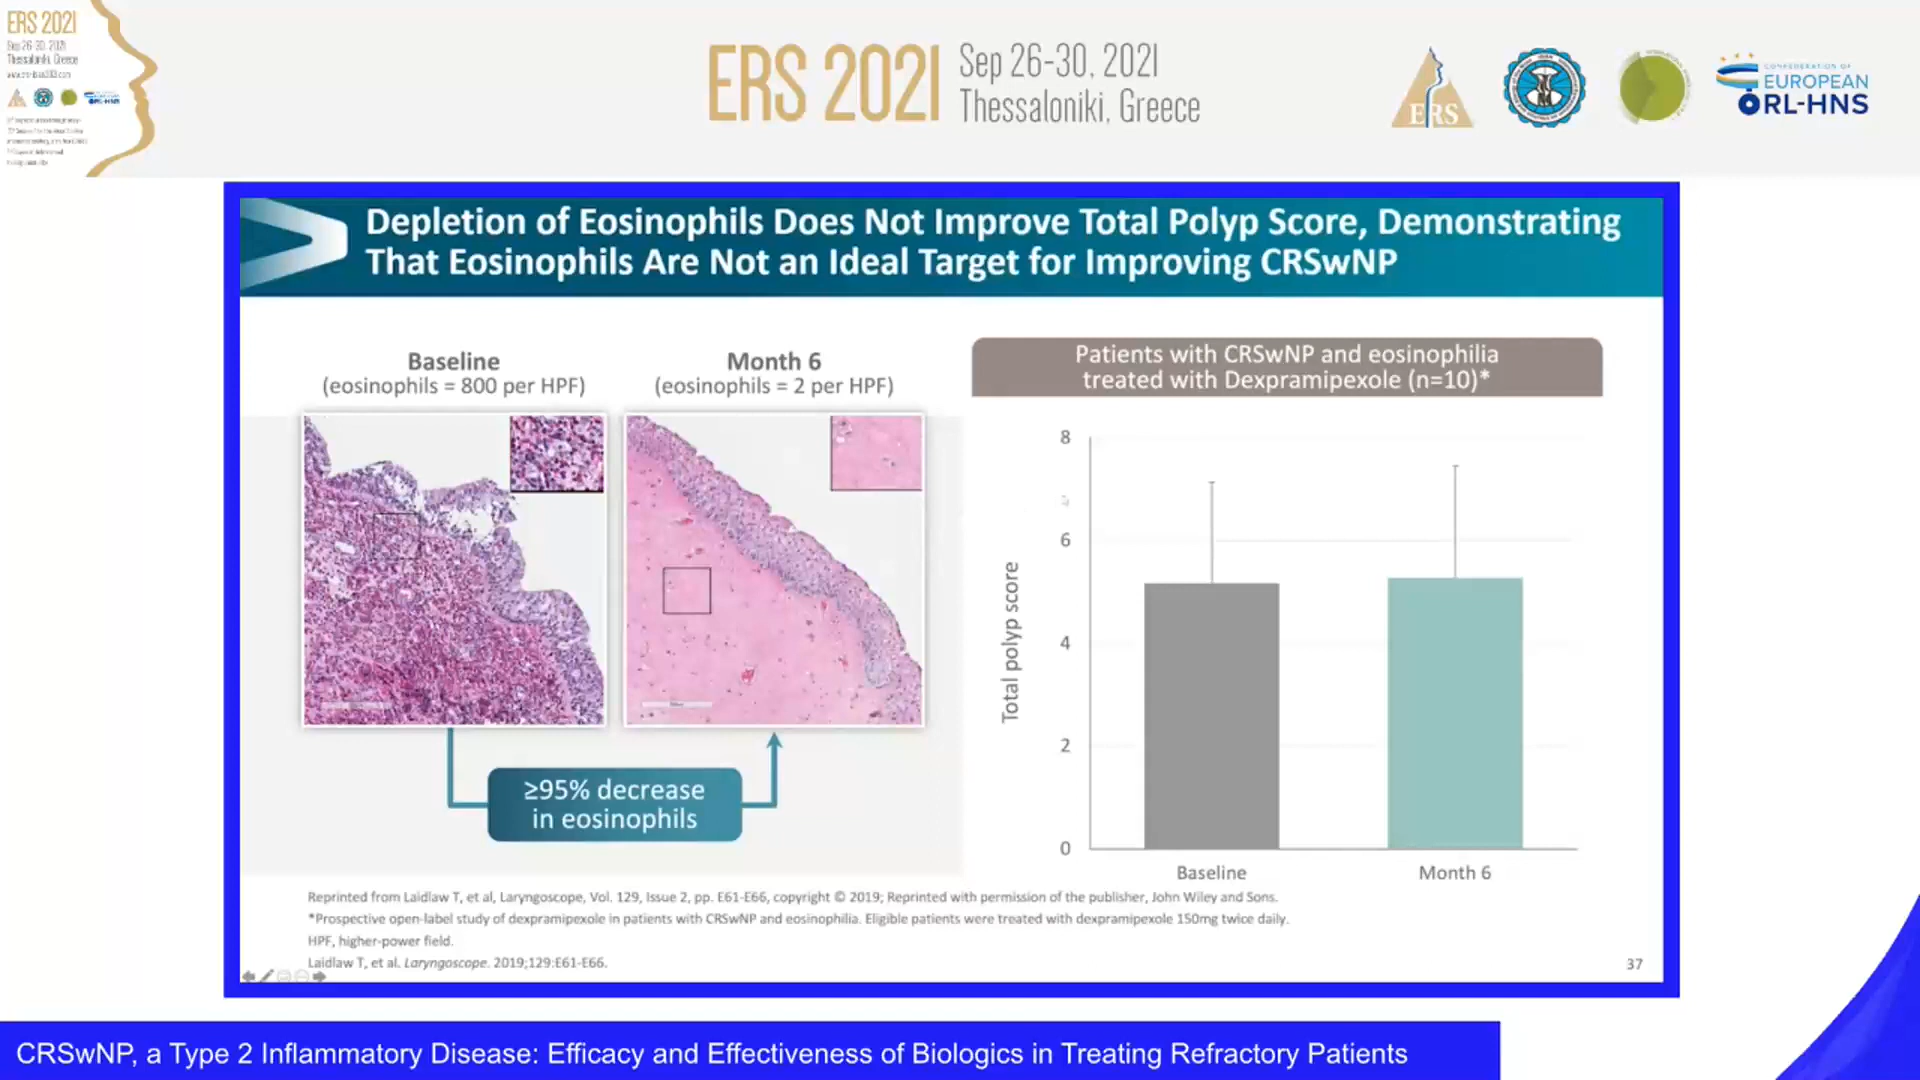 ERS 2021
Sep 26-30, 2021
Thessaloniki, Greece
ERS 2021
Sep 26-30, 2021
Thessaloniki, Greece
ERS
CONFEDERATION OF
EUROPEAN
ORL-HNS
Depletion of Eosinophils Does Not Improve Total Polyp Score, Demonstrating
That Eosinophils Are Not an Ideal Target for Improving CRSwNP
Baseline
(eosinophils = 800 per HPF)
Month 6
(eosinophils = 2 per HPF)
≥95% decrease
in eosinophils
Patients with CRSwNP and eosinophilia
treated with Dexpramipexole (n=10)*
Total polyp score
8
6
4
2
0
Baseline
Month 6
Reprinted from Laidlaw T, et al, Laryngoscope, Vol. 129, Issue 2, pp. E61-E66, copyright © 2019; Reprinted with permission of the publisher, John Wiley and Sons.
*Prospective open-label study of dexpramipexole in patients with CRSwNP and eosinophilia. Eligible patients were treated with dexpramipexole 150mg twice daily.
HPF, higher-power field.
Laidlaw T, et al. Laryngoscope. 2019;129:E61-E66.
37
CRSwNP, a Type 2 Inflammatory Disease: Efficacy and Effectiveness of Biologics in Treating Refractory Patients